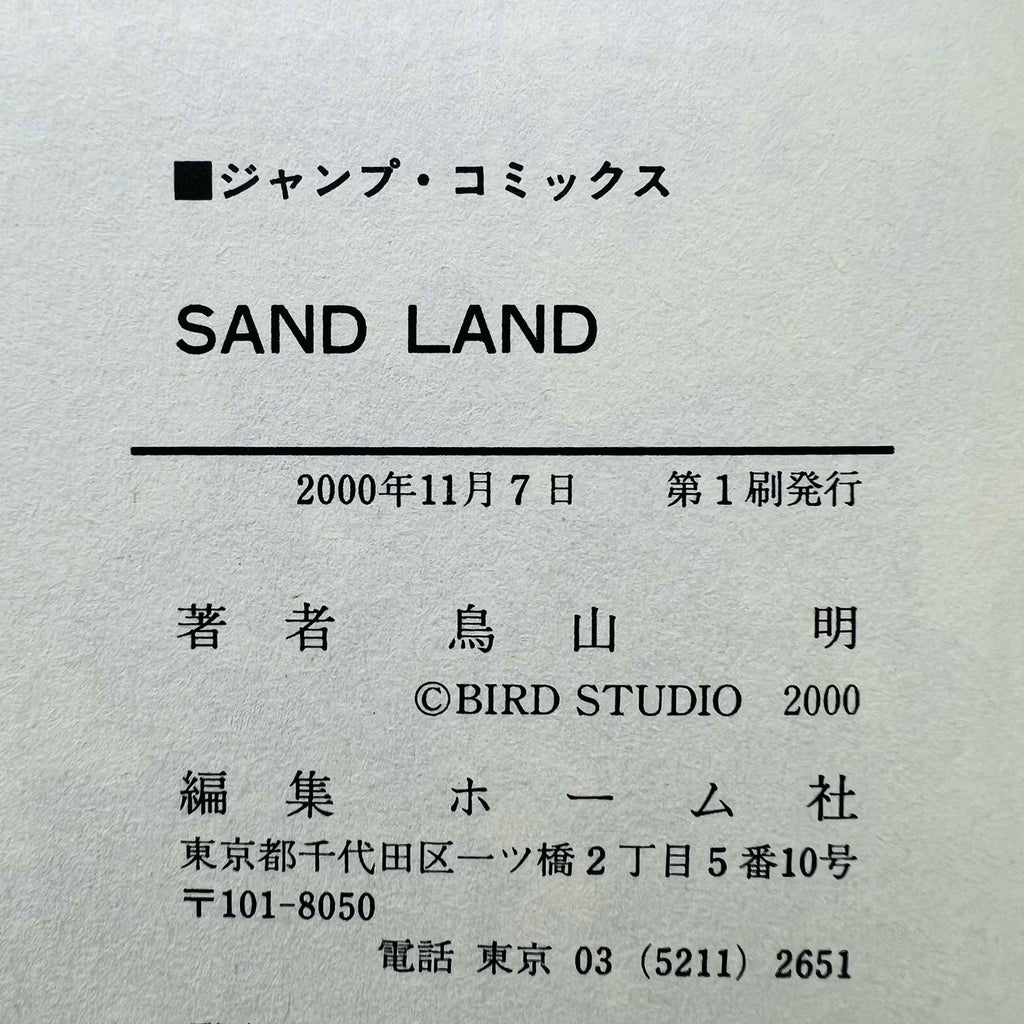 ■ジャンプ・コミックス
SAND LAND
2000年11月7日 第1刷発行
著者 鳥山 明
©BIRD STUDIO 2000
編集 ホーム社
東京都千代田区一ツ橋2丁目5番10号
〒101-8050
電話 東京 03 (5211) 2651